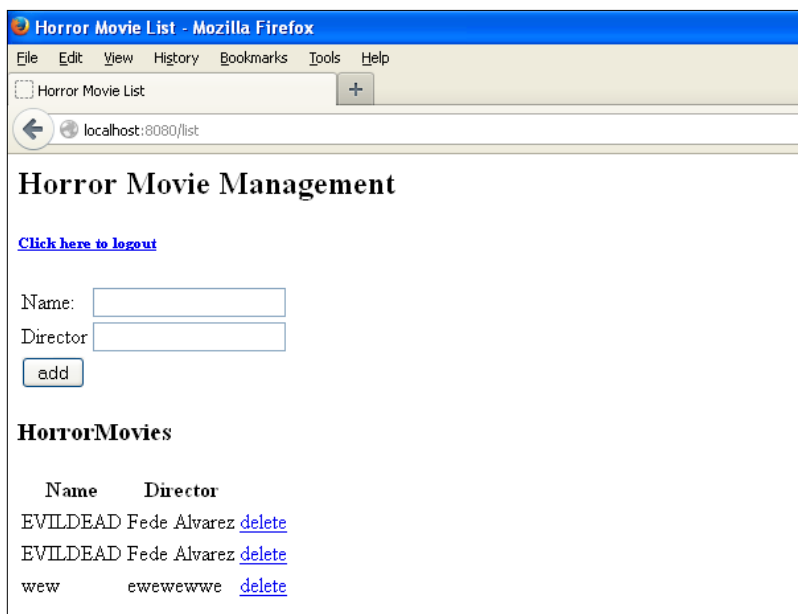 Horror Movie List - Mozilla Firefox
File Edit View History Bookmarks Tools Help
Horror Movie List +
localhost:8080/list
Horror Movie Management
Click here to logout
Name:
Director
add
HorrorMovies
Name Director
EVILDEAD Fede Alvarez delete
EVILDEAD Fede Alvarez delete
wew ewewewwe delete